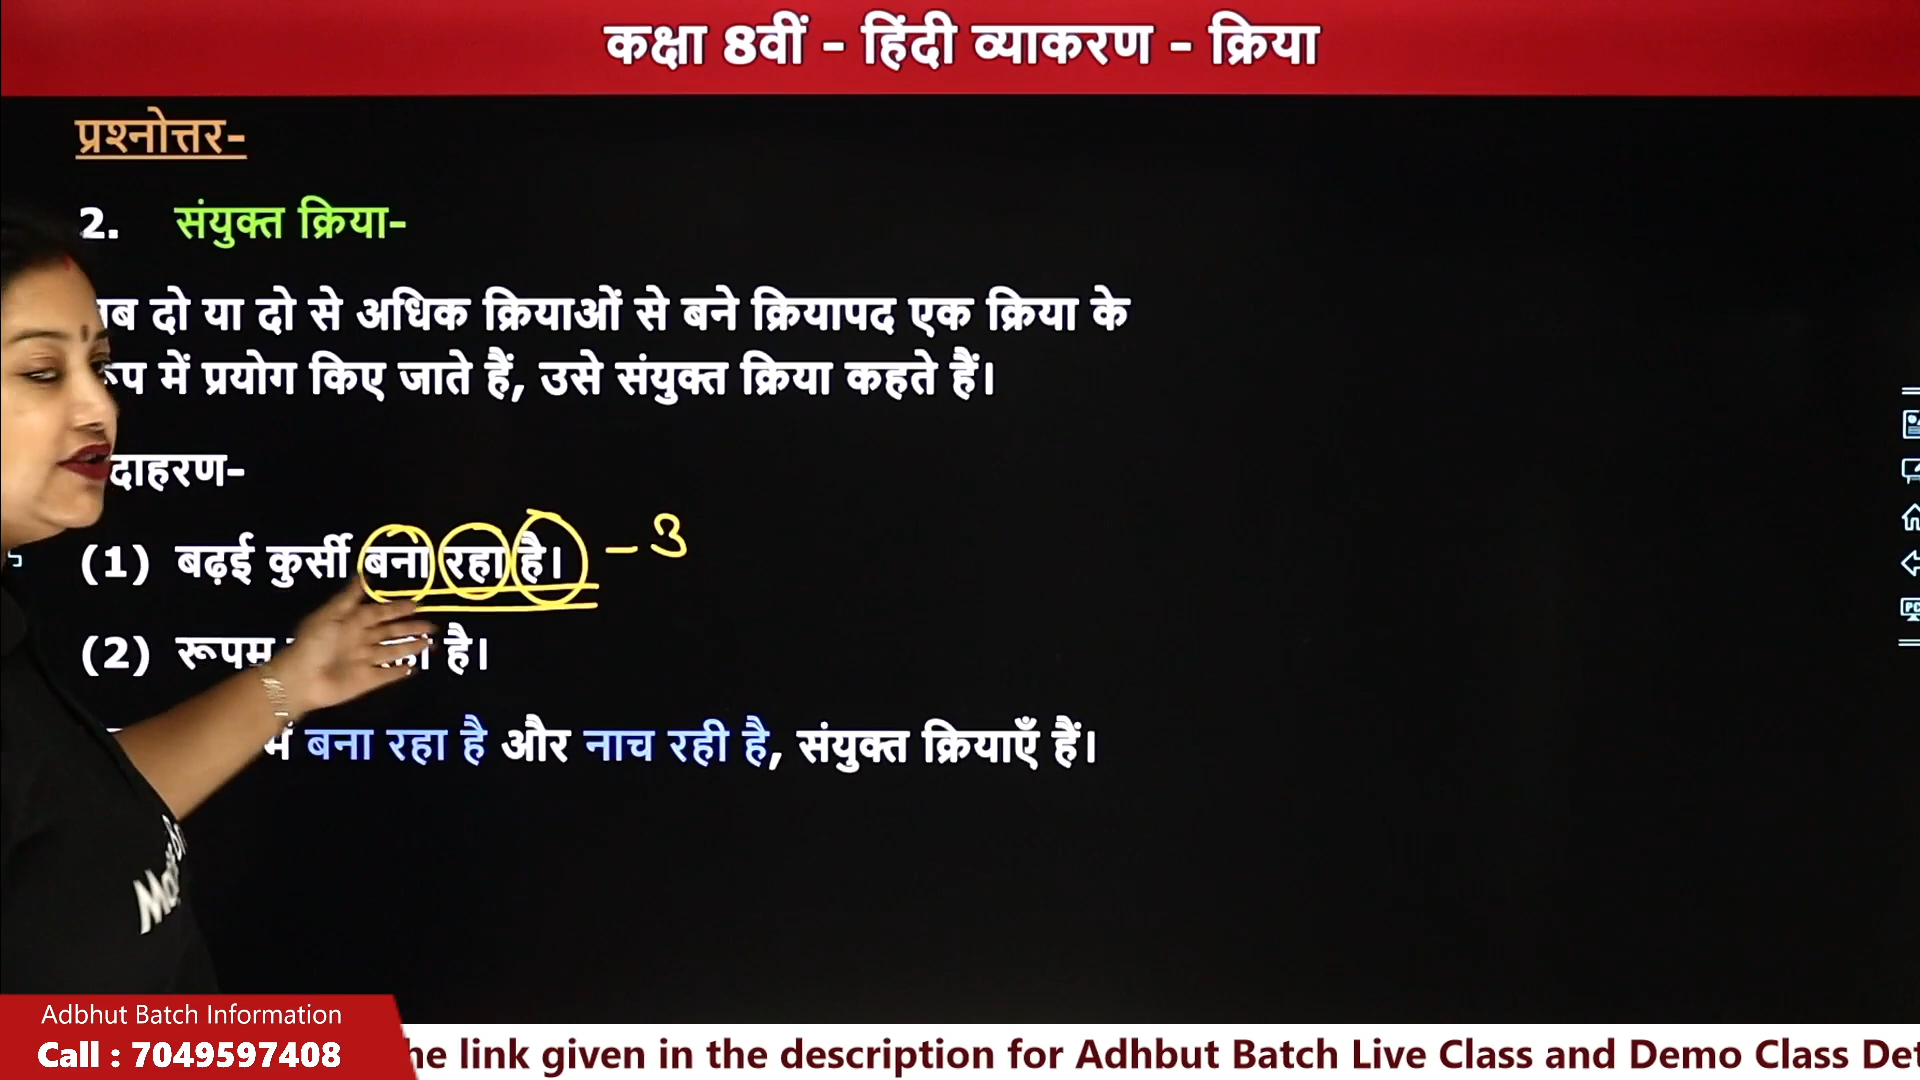 कक्षा 8वीं - हिंदी व्याकरण - क्रिया
प्रश्नोत्तर-
2. संयुक्त क्रिया-
दो या दो से अधिक क्रियाओं से बने क्रियापद एक क्रिया के
में प्रयोग किए जाते हैं, उसे संयुक्त क्रिया कहते हैं।
(1) बढ़ई कुर्सी बना रहा है। - 3
(2) रूपम है।
में बना रहा है और नाच रही है, संयुक्त क्रियाएँ हैं।
Adbhut Batch Information
Call : 7049597408
he link given in the description for Adhbut Batch Live Class and Demo Class Det